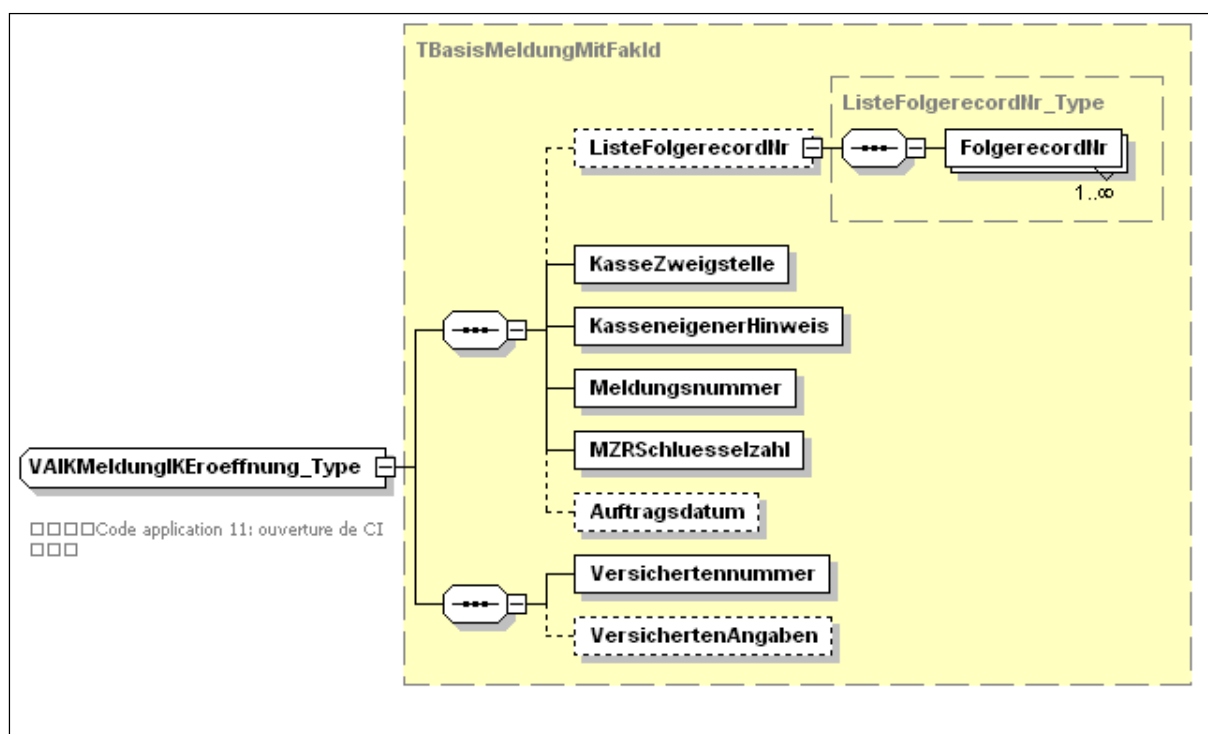 TBasisMeldungMitFakId
ListeFolgerecordNr_Type
ListeFolgerecordNr
FolgerecordNr
1..∞
KasseZweigstelle
KasseneigenerHinweis
Meldungsnummer
MZRSchluesselzahl
VAIKMeldungIKEroeffnung_Type
Auftragsdatum
□□□□Code application 11: ouverture de CI
□□□
Versichertennummer
VersichertenAngaben